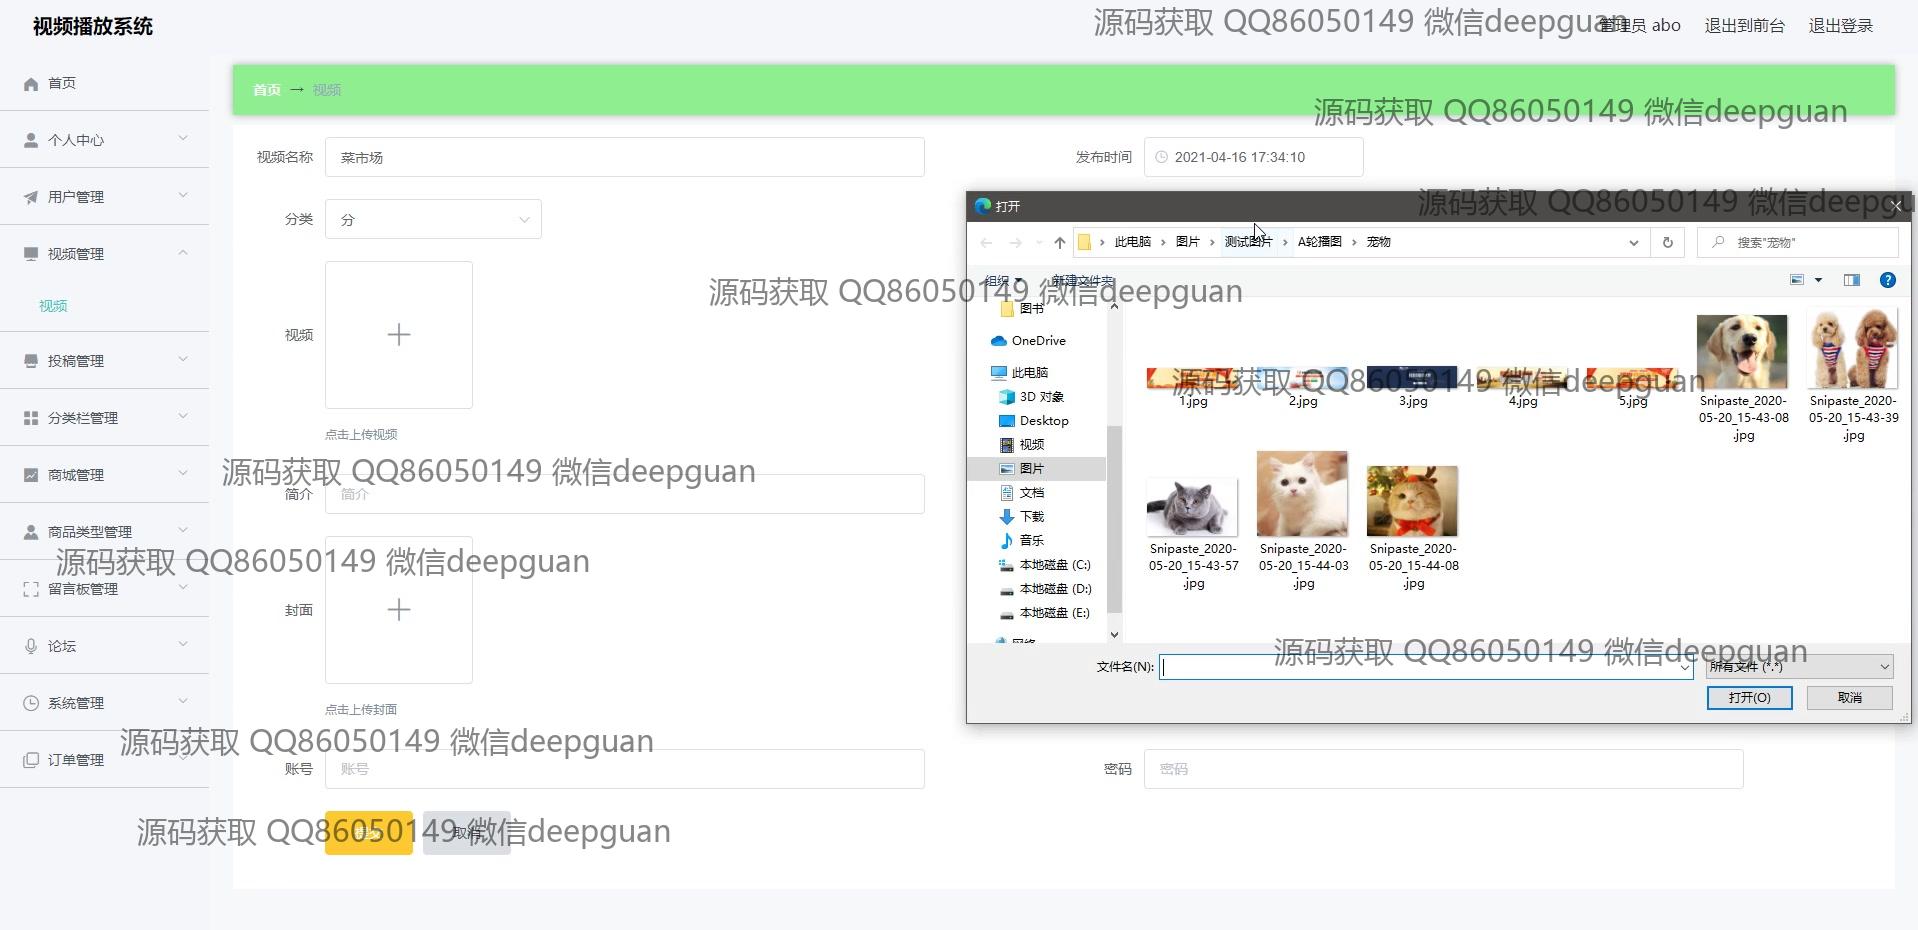 视频播放系统
源码获取 QQ86050149 微信deepguan
管理员 abo
退出到前台
退出登录
首页
个人中心
用户管理
视频管理
视频
投稿管理
分类栏管理
商城管理
商品类型管理
留言板管理
论坛
系统管理
订单管理
首页 → 视频
源码获取 QQ86050149 微信deepguan
视频名称
菜市场
发布时间
2021-04-16 17:34:10
分类
分
视频
点击上传视频
源码获取 QQ86050149 微信deepguan
源码获取 QQ86050149 微信deepguan
简介
简介
源码获取 QQ86050149 微信deepguan
封面
点击上传封面
源码获取 QQ86050149 微信deepguan
账号
账号
密码
密码
提交
取消
源码获取 QQ86050149 微信deepguan
打开
源码获取 QQ86050149 微信deepgu
此电脑 › 图片 › 测试图片 › A轮播图 › 宠物
搜索"宠物"
组织
新建文件夹
图书
OneDrive
此电脑
3D 对象
Desktop
视频
图片
文档
下载
音乐
本地磁盘 (C:)
本地磁盘 (D:)
本地磁盘 (E:)
网络
源码获取 QQ86050149 微信deepguan
1.jpg
2.jpg
3.jpg
4.jpg
5.jpg
Snipaste_2020-
05-20_15-43-08
.jpg
Snipaste_2020-
05-20_15-43-39
.jpg
Snipaste_2020-
05-20_15-43-57
.jpg
Snipaste_2020-
05-20_15-44-03
.jpg
Snipaste_2020-
05-20_15-44-08
.jpg
源码获取 QQ86050149 微信deepguan
文件名(N):
所有文件 (*.*)
打开(O)
取消